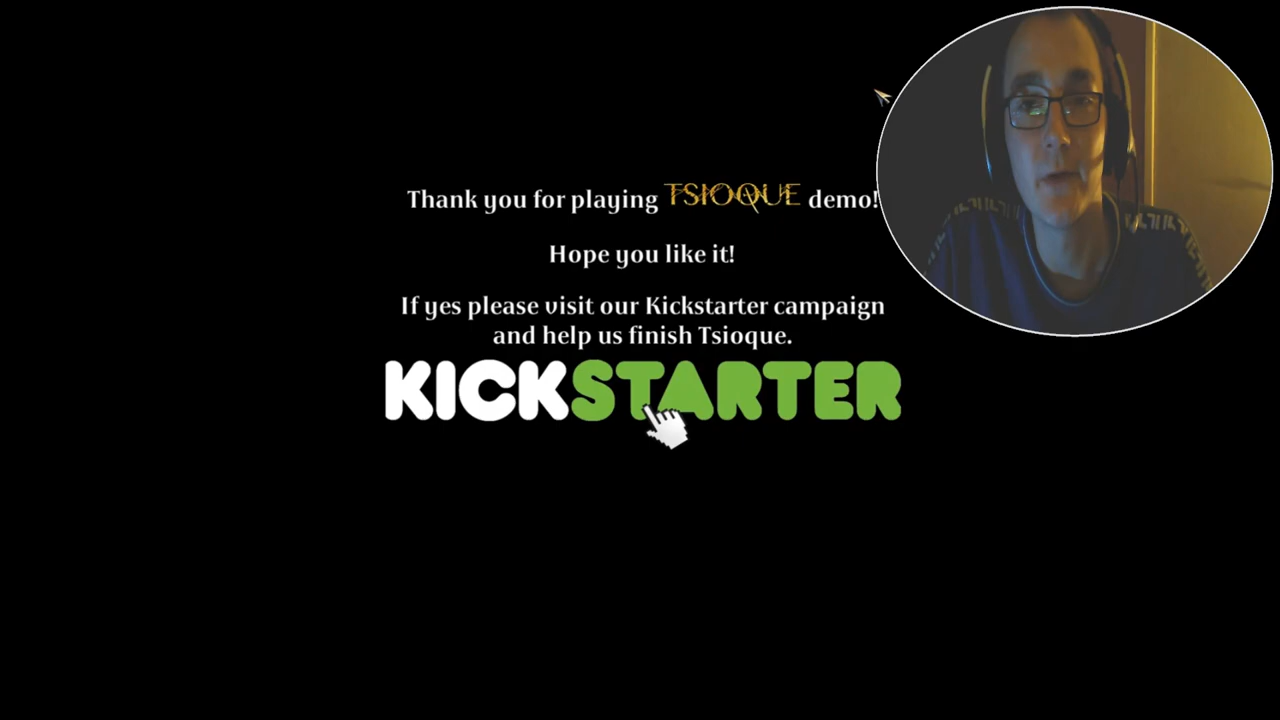 Thank you for playing TSIOQUE demo!
Hope you like it!
If yes please visit our Kickstarter campaign
and help us finish Tsioque.
KICKSTARTER